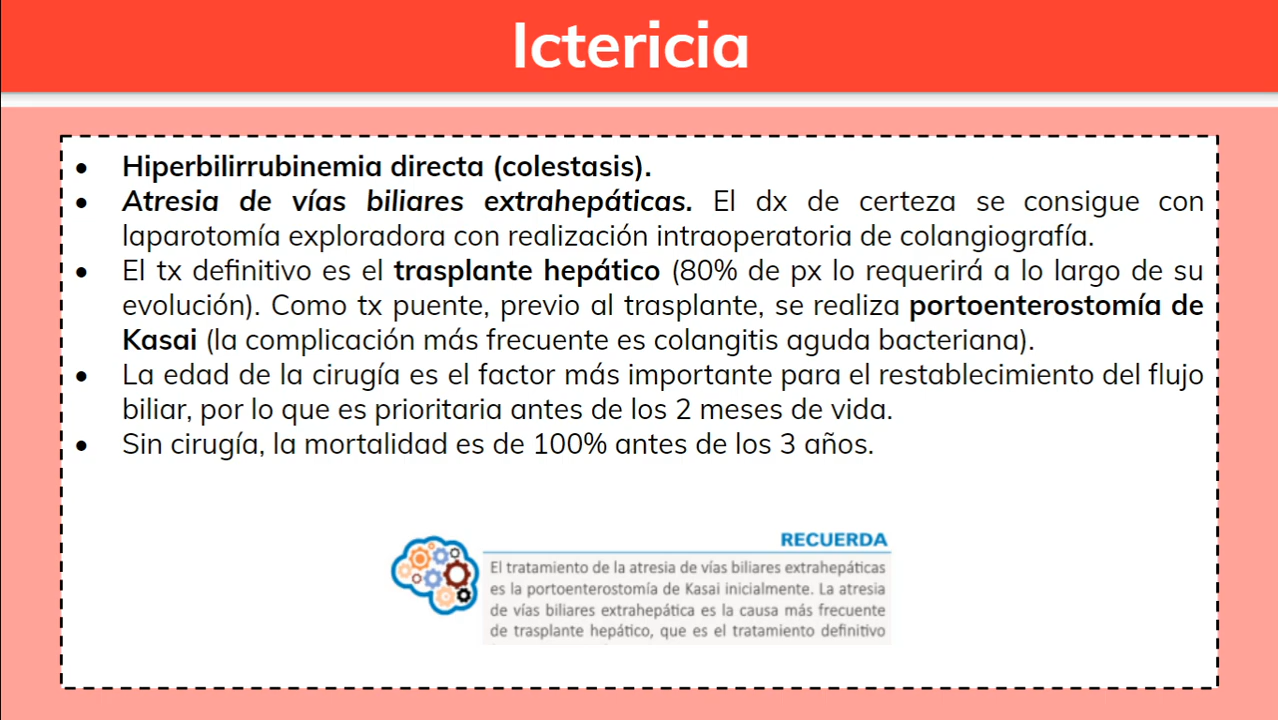 Ictericia
● Hiperbilirrubinemia directa (colestasis).
● Atresia de vías biliares extrahepáticas. El dx de certeza se consigue con
laparotomía exploradora con realización intraoperatoria de colangiografía.
● El tx definitivo es el trasplante hepático (80% de px lo requerirá a lo largo de su
evolución). Como tx puente, previo al trasplante, se realiza portoenterostomía de
Kasai (la complicación más frecuente es colangitis aguda bacteriana).
● La edad de la cirugía es el factor más importante para el restablecimiento del flujo
biliar, por lo que es prioritaria antes de los 2 meses de vida.
● Sin cirugía, la mortalidad es de 100% antes de los 3 años.
RECUERDA
El tratamiento de la atresia de vías biliares extrahepáticas
es la portoenterostomía de Kasai inicialmente. La atresia
de vías biliares extrahepática es la causa más frecuente
de trasplante hepático, que es el tratamiento definitivo